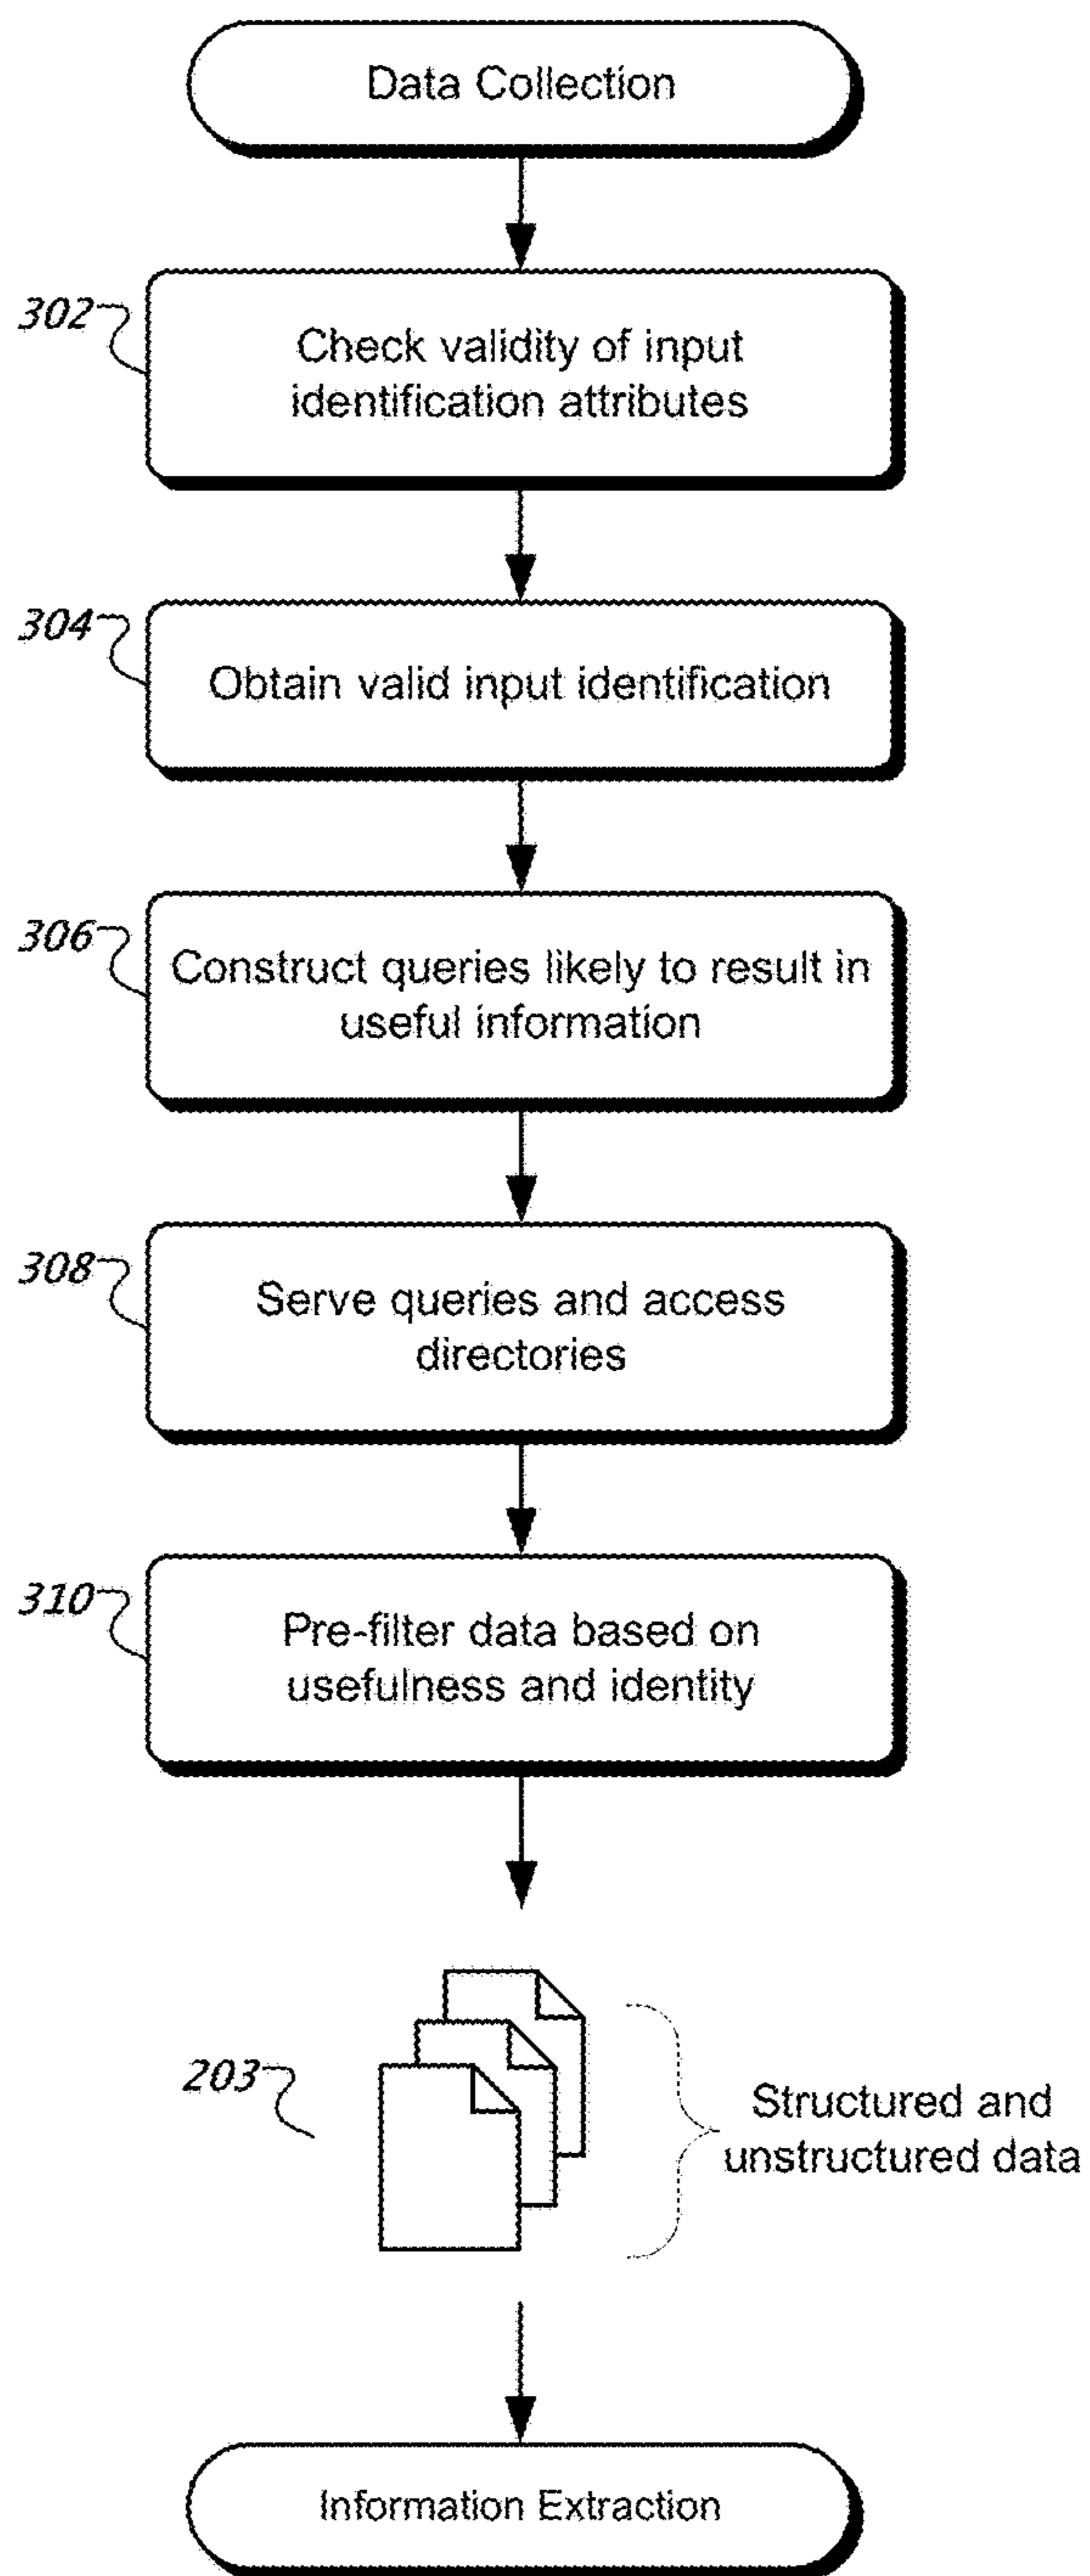 Data Collection
302
Check validity of input
identification attributes
304
Obtain valid input identification
306
Construct queries likely to result in
useful information
308
Serve queries and access
directories
310
Pre-filter data based on
usefulness and identity
203
Structured and
unstructured data
Information Extraction